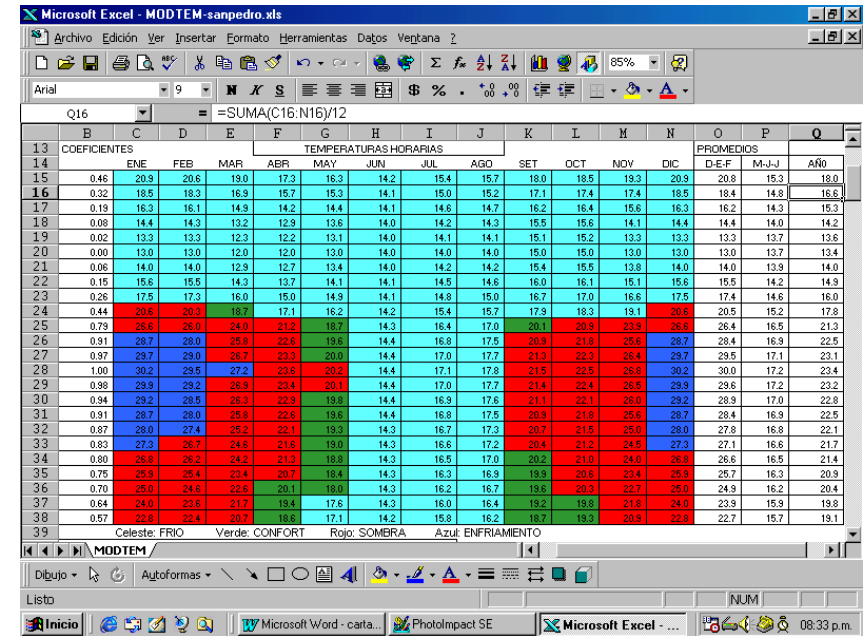 Microsoft Excel - MODTEM-sanpedro.xls
Archivo Edición Ver Insertar Formato Herramientas Datos Ventana ?
85%
Arial 9 N K S $ % .
Q16 = =SUMA(C16:N16)/12
B C D E F G H I J K L M N O P Q
13 COEFICIENTES TEMPERATURAS HORARIAS PROMEDIOS
14 ENE FEB MAR ABR MAY JUN JUL AGO SET OCT NOV DIC D-E-F M-J-J AÑO
15 0.46 20.9 20.6 19.0 17.3 16.3 14.2 15.4 15.7 18.0 18.5 19.3 20.9 20.8 15.3 18.0
16 0.32 18.5 18.3 16.9 15.7 15.3 14.1 15.0 15.2 17.1 17.4 17.4 18.5 18.4 14.8 16.6
17 0.19 16.3 16.1 14.9 14.2 14.4 14.1 14.6 14.7 16.2 16.4 15.6 16.3 16.2 14.3 15.3
18 0.08 14.4 14.3 13.2 12.9 13.6 14.0 14.2 14.3 15.5 15.6 14.1 14.4 14.4 14.0 14.2
19 0.02 13.3 13.3 12.3 12.2 13.1 14.0 14.1 14.1 15.1 15.2 13.3 13.3 13.3 13.7 13.6
20 0.00 13.0 13.0 12.0 12.0 13.0 14.0 14.0 14.0 15.0 15.0 13.0 13.0 13.0 13.7 13.4
21 0.06 14.0 14.0 12.9 12.7 13.4 14.0 14.2 14.2 15.4 15.5 13.8 14.0 14.0 13.9 14.0
22 0.15 15.6 15.5 14.3 13.7 14.1 14.1 14.5 14.6 16.0 16.1 15.1 15.6 15.5 14.2 14.9
23 0.26 17.5 17.3 16.0 15.0 14.9 14.1 14.8 15.0 16.7 17.0 16.6 17.5 17.4 14.6 16.0
24 0.44 20.6 20.3 18.7 17.1 16.2 14.2 15.4 15.7 17.9 18.3 19.1 20.6 20.5 15.2 17.8
25 0.79 26.6 26.0 24.0 21.2 18.7 14.3 16.4 17.0 20.1 20.9 23.9 26.6 26.4 16.5 21.3
26 0.91 28.7 28.0 25.8 22.6 19.6 14.4 16.8 17.5 20.9 21.8 25.6 28.7 28.4 16.9 22.5
27 0.97 29.7 29.0 26.7 23.3 20.0 14.4 17.0 17.7 21.3 22.3 26.4 29.7 29.5 17.1 23.1
28 1.00 30.2 29.5 27.2 23.6 20.2 14.4 17.1 17.8 21.5 22.5 26.8 30.2 30.0 17.2 23.4
29 0.98 29.9 29.2 26.9 23.4 20.1 14.4 17.0 17.7 21.4 22.4 26.5 29.9 29.6 17.2 23.2
30 0.94 29.2 28.5 26.3 22.9 19.8 14.4 16.9 17.6 21.1 22.1 26.0 29.2 28.9 17.0 22.8
31 0.91 28.7 28.0 25.8 22.6 19.6 14.4 16.8 17.5 20.9 21.8 25.6 28.7 28.4 16.9 22.5
32 0.87 28.0 27.4 25.2 22.1 19.3 14.3 16.7 17.3 20.7 21.5 25.0 28.0 27.8 16.8 22.1
33 0.83 27.3 26.7 24.6 21.6 19.0 14.3 16.6 17.2 20.4 21.2 24.5 27.3 27.1 16.6 21.7
34 0.80 26.8 26.2 24.2 21.3 18.8 14.3 16.5 17.0 20.2 21.0 24.0 26.8 26.6 16.5 21.4
35 0.75 25.9 25.4 23.4 20.7 18.4 14.3 16.3 16.9 19.9 20.6 23.4 25.9 25.7 16.3 20.9
36 0.70 25.0 24.6 22.6 20.1 18.0 14.3 16.2 16.7 19.6 20.3 22.7 25.0 24.9 16.2 20.4
37 0.64 24.0 23.6 21.7 19.4 17.6 14.3 16.0 16.4 19.2 19.8 21.8 24.0 23.9 15.9 19.8
38 0.57 22.8 22.4 20.7 18.6 17.1 14.2 15.8 16.2 18.7 19.3 20.9 22.8 22.7 15.7 19.1
39 Celeste: FRIO Verde: CONFORT Rojo: SOMBRA Azul: ENFRIAMIENTO
MODTEM
Dibujo Autoformas
Listo NUM
Inicio Microsoft Word - carta... PhotoImpact SE Microsoft Excel - ... 08:33 p.m.